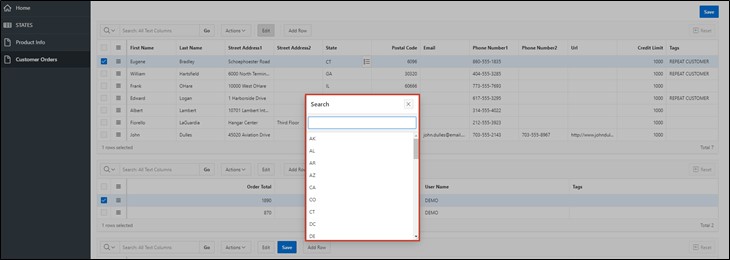 Home
STATES
Product Info
Customer Orders
Save
Search: All Text Columns Go Actions Edit Add Row Reset
First Name Last Name Street Address1 Street Address2 State Postal Code Email Phone Number1 Phone Number2 Url Credit Limit Tags
Eugene Bradley Schoephoester Road CT 6096 860-555-1835 1000 REPEAT CUSTOMER
William Hartsfield 6000 North Termin... GA 30320 404-555-3285 1000
Frank OHare 10000 West OHare IL 60666 773-555-7693 1000
Edward Logan 1 Harborside Drive 617-555-3295 1000 REPEAT CUSTOMER
Albert Lambert 10701 Lambert Int... 314-555-4022 1000
Fiorello LaGuardia Hangar Center Third Floor 212-555-3923 1000
John Dulles 45020 Aviation Drive john.dulles@email... 703-555-2143 703-555-8967 http://www.johndul... 1000
1 rows selected Total 7
Search
AK
AL
AR
AZ
CA
CO
CT
DC
DE
Search: All Text Columns Go Actions Edit Reset
Order Total User Name Tags
1890 DEMO
870 DEMO
1 rows selected Total 2
Search: All Text Columns Go Actions Edit Save Add Row Reset